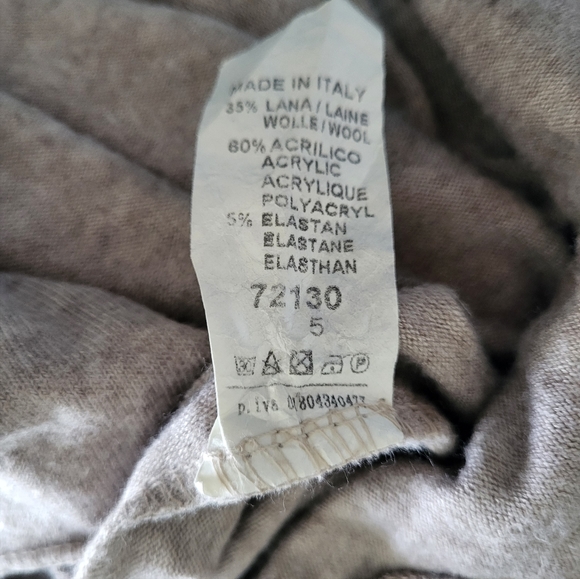 MADE IN ITALY
35% LANA/LAINE
WOLLE/WOOL
60% ACRILICO
ACRYLIC
ACRYLIQUE
POLYACRYL
5% ELASTAN
ELASTANE
ELASTHAN
72130
5
P
p. iva